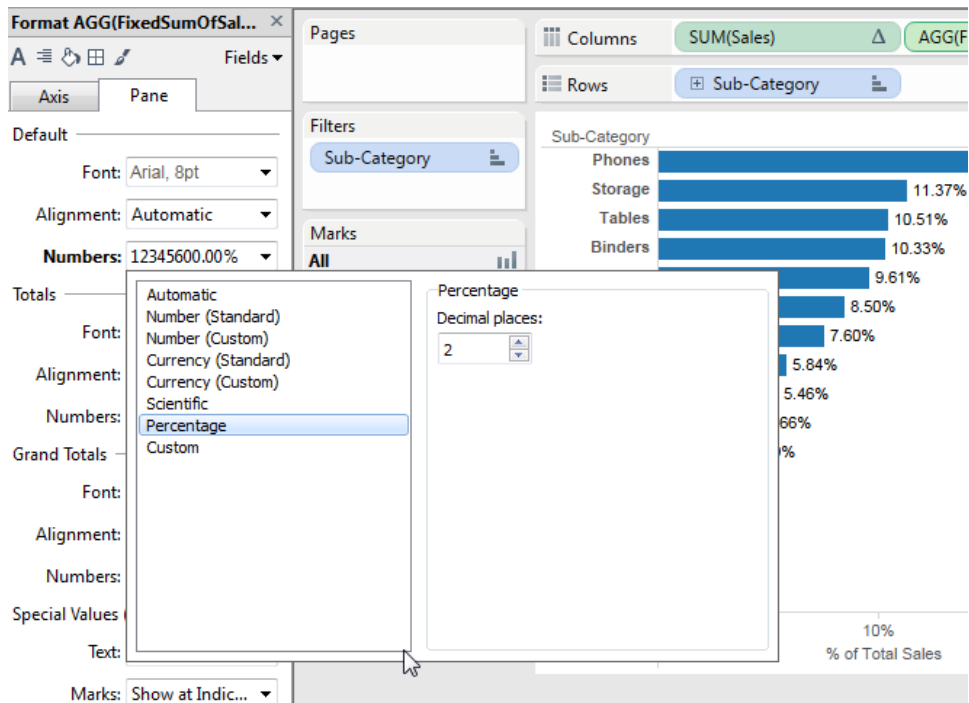 Format AGG(FixedSumOfSal...
Fields
Axis
Pane
Default
Font: Arial, 8pt
Alignment: Automatic
Numbers: 12345600.00%
Totals
Font:
Alignment:
Numbers:
Grand Totals
Font:
Alignment:
Numbers:
Special Values
Text:
Marks: Show at Indic...
Automatic
Number (Standard)
Number (Custom)
Currency (Standard)
Currency (Custom)
Scientific
Percentage
Custom
Percentage
Decimal places:
2
Pages
Filters
Sub-Category
Marks
All
Columns
SUM(Sales)
AGG(F
Rows
Sub-Category
Sub-Category
Phones
Storage 11.37%
Tables 10.51%
Binders 10.33%
9.61%
8.50%
7.60%
5.84%
5.46%
66%
%
10%
% of Total Sales